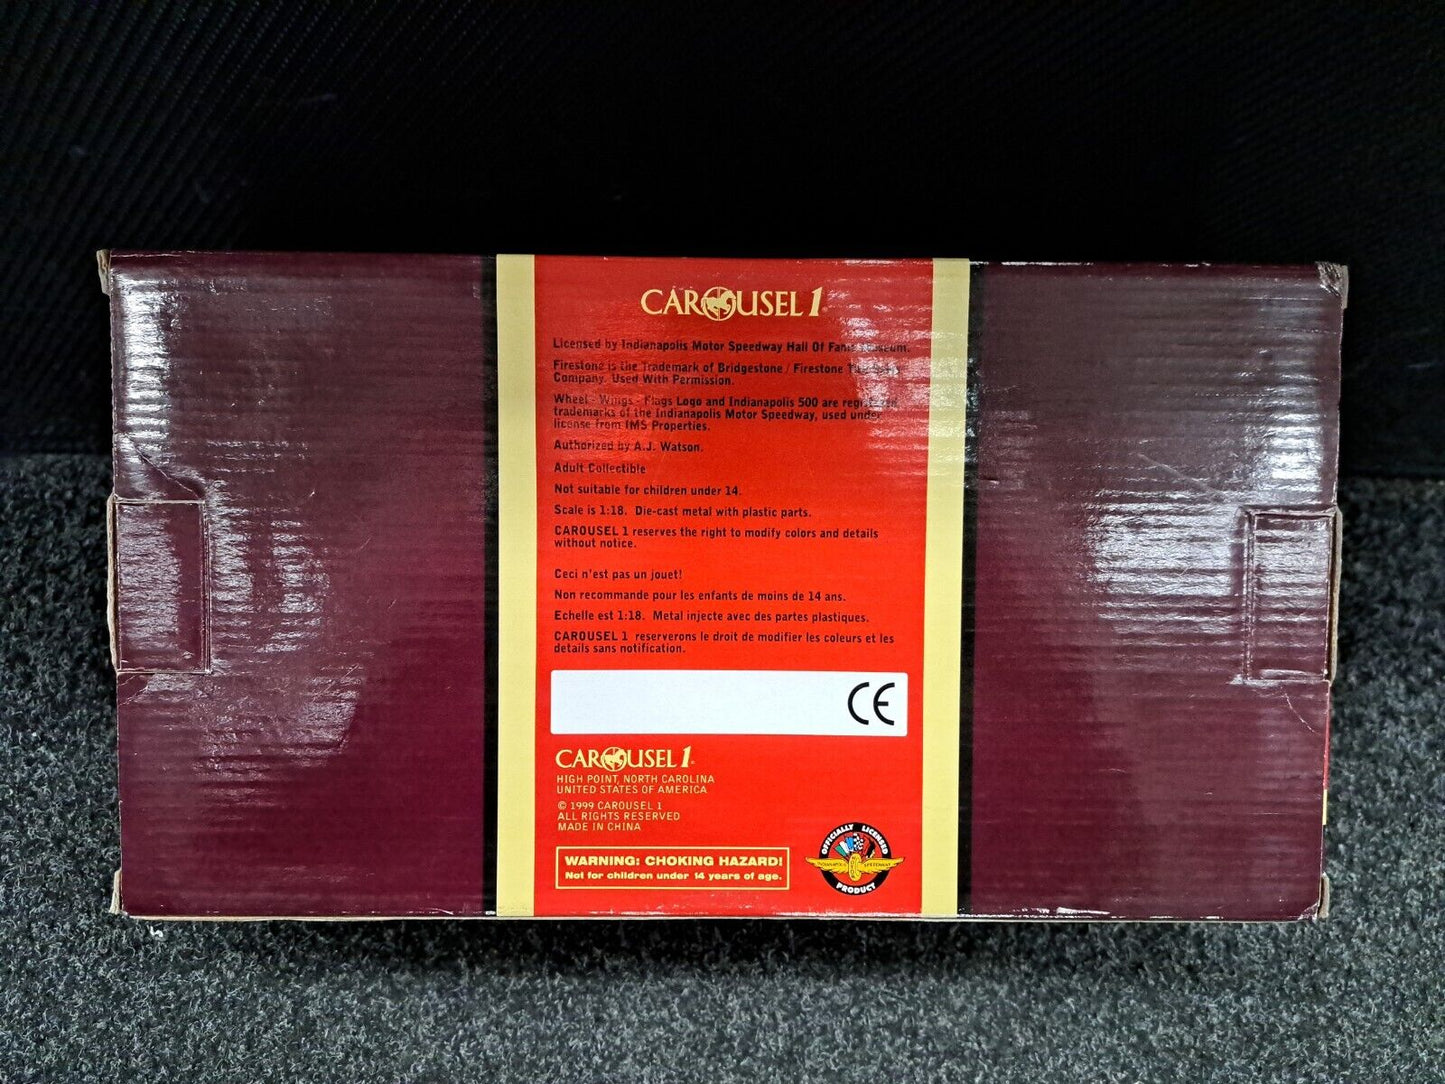 CAROUSEL 1
Licensed by Indianapolis Motor Speedway Hall Of Fame Museum.
Firestone is the Trademark of Bridgestone / Firestone
Company. Used With Permission.
Wheel - Wings - Flags Logo and Indianapolis 500 are registered
trademarks of the Indianapolis Motor Speedway, used under
license from IMS Properties.
Authorized by A.J. Watson.
Adult Collectible
Not suitable for children under 14.
Scale is 1:18. Die-cast metal with plastic parts.
CAROUSEL 1 reserves the right to modify colors and details
without notice.
Ceci n'est pas un jouet!
Non recommande pour les enfants de moins de 14 ans.
Echelle est 1:18. Metal injecte avec des partes plastiques.
CAROUSEL 1 reserverons le droit de modifier les coleurs et les
details sans notification.
CE
CAROUSEL 1
HIGH POINT, NORTH CAROLINA
UNITED STATES OF AMERICA
© 1999 CAROUSEL 1
ALL RIGHTS RESERVED
MADE IN CHINA
WARNING: CHOKING HAZARD!
Not for children under 14 years of age.
OFFICIALLY LICENSED
INDIANAPOLIS SPEEDWAY
PRODUCT